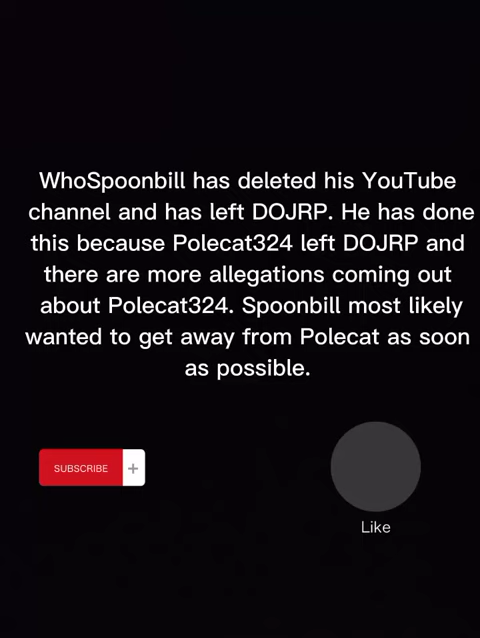 WhoSpoonbill has deleted his YouTube
channel and has left DOJRP. He has done
this because Polecat324 left DOJRP and
there are more allegations coming out
about Polecat324. Spoonbill most likely
wanted to get away from Polecat as soon
as possible.
SUBSCRIBE +
Like